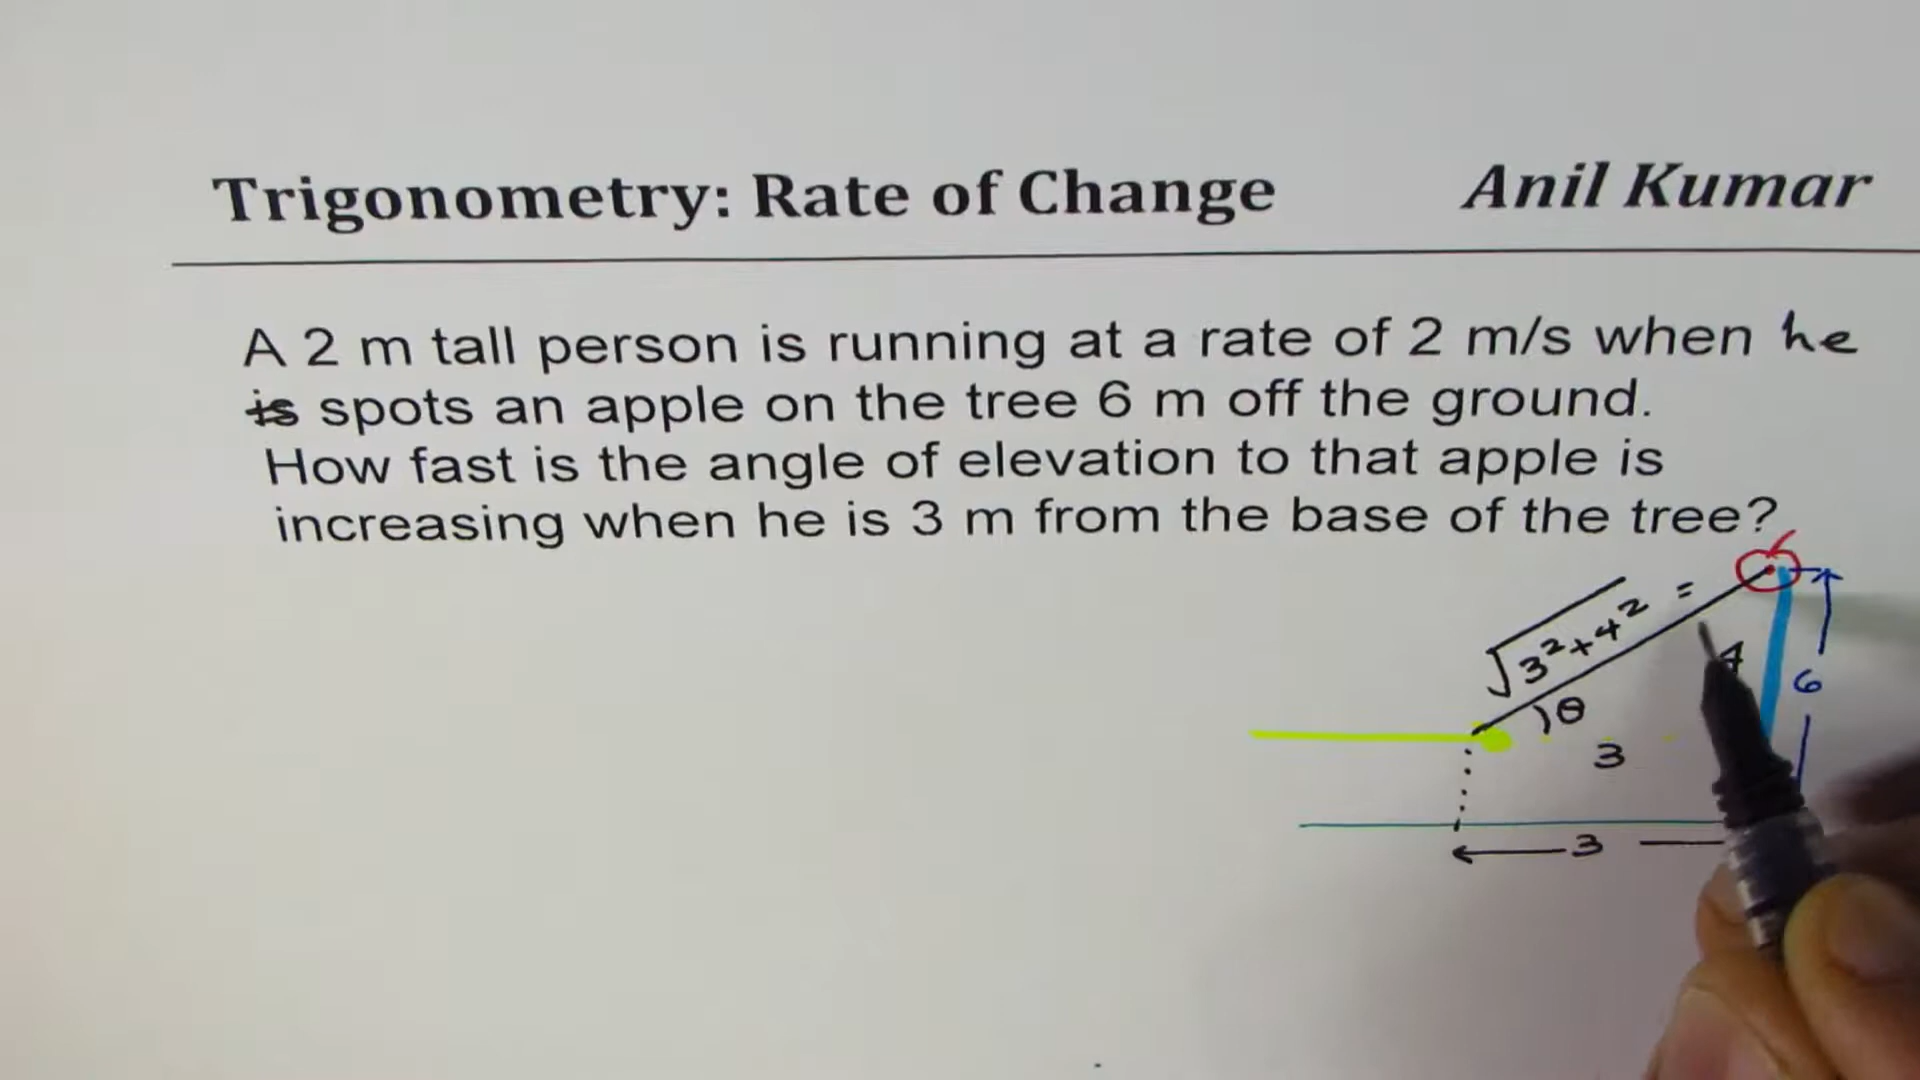 Trigonometry: Rate of Change Anil Kumar
A 2 m tall person is running at a rate of 2 m/s when he
is spots an apple on the tree 6 m off the ground.
How fast is the angle of elevation to that apple is
increasing when he is 3 m from the base of the tree?
√3²+4² =
4
6
θ
3
3